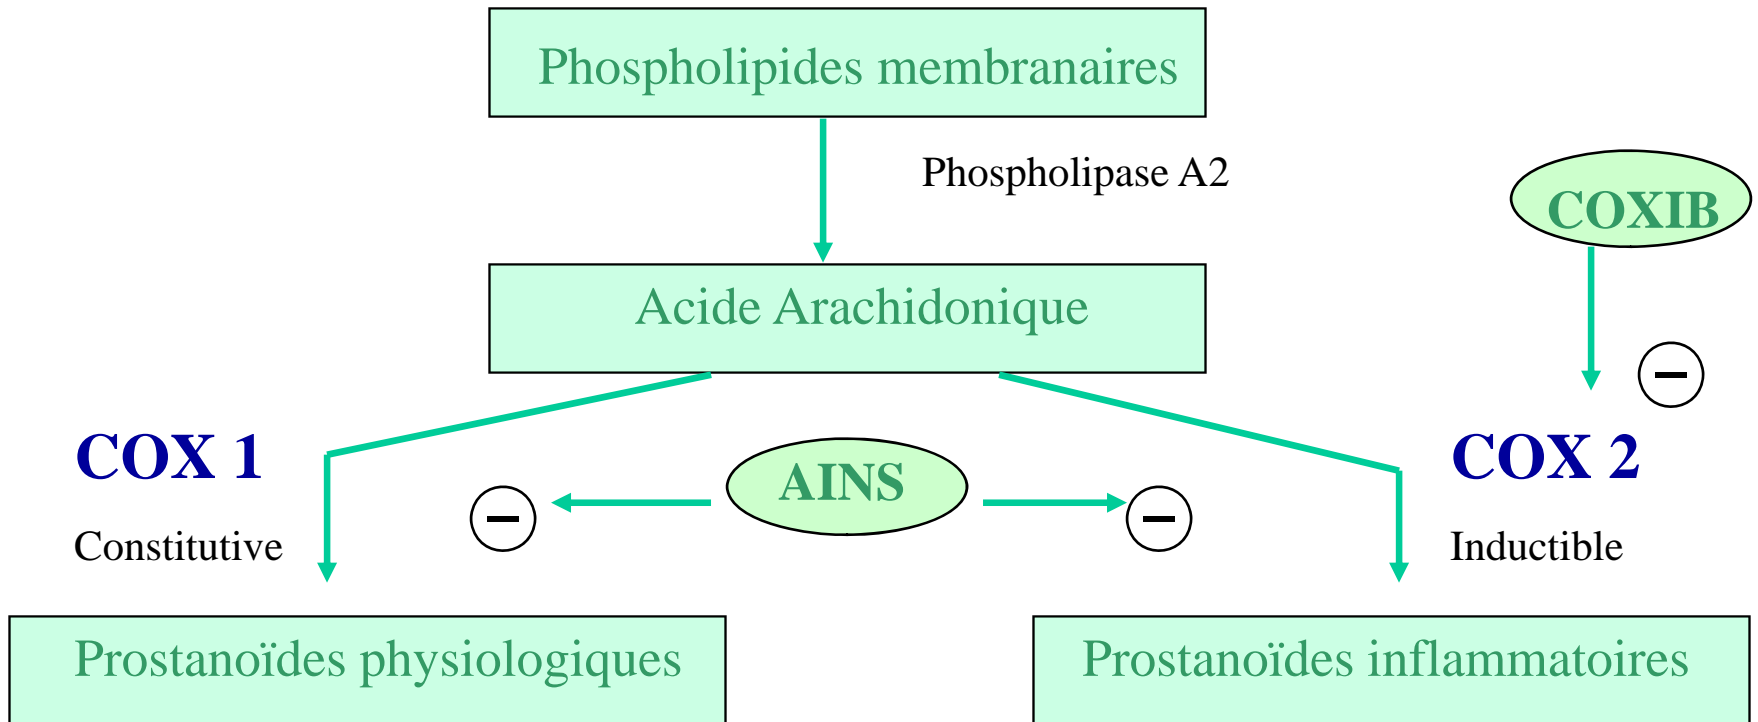 Phospholipides membranaires
Phospholipase A2
COXIB
Acide Arachidonique
COX 1
AINS
COX 2
Constitutive
Inductible
Prostanoïdes physiologiques
Prostanoïdes inflammatoires